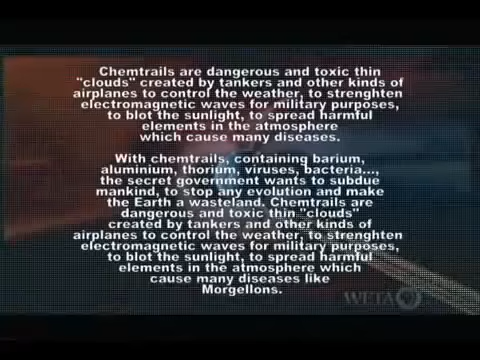 Chemtrails are dangerous and toxic thin
"clouds" created by tankers and other kinds of
airplanes to control the weather, to strenghten
electromagnetic waves for military purposes,
to blot the sunlight, to spread harmful
elements in the atmosphere
which cause many diseases.
With chemtrails, containing barium,
aluminium, thorium, viruses, bacteria...,
the secret government wants to subdue
mankind, to stop any evolution and make
the Earth a wasteland. Chemtrails are
dangerous and toxic thin "clouds"
created by tankers and other kinds of
airplanes to control the weather, to strenghten
electromagnetic waves for military purposes,
to blot the sunlight, to spread harmful
elements in the atmosphere which
cause many diseases like
Morgellons.
WETA